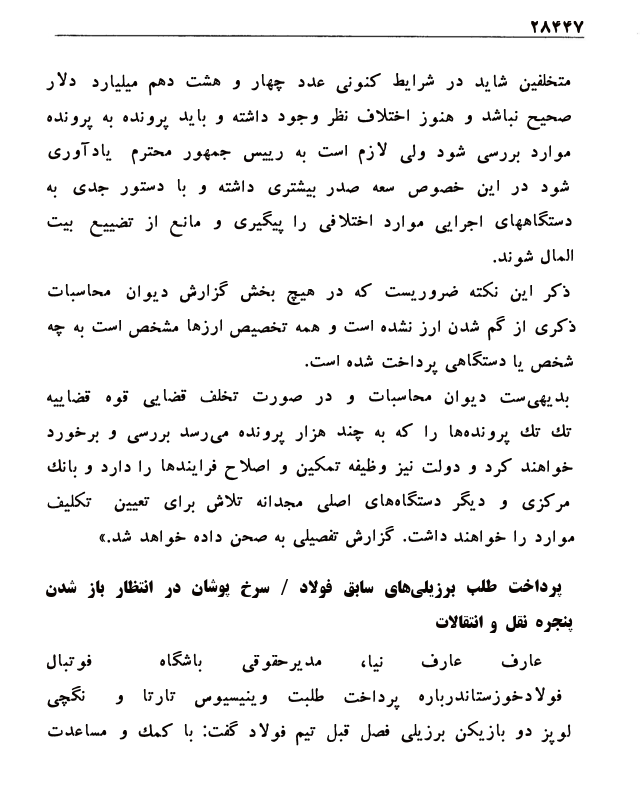 ۲۸۴۴۷
متخلفین شاید در شرایط کنونی عدد چهار و هشت دهم میلیارد دلار
صحیح نباشد و هنوز اختلاف نظر وجود داشته و باید پرونده به پرونده
موارد بررسی شود ولی لازم است به رییس جمهور محترم یادآوری
شود در این خصوص سعه صدر بیشتری داشته و با دستور جدی به
دستگاههای اجرایی موارد اختلافی را پیگیری و مانع از تضییع بیت
المال شوند.
ذکر این نکته ضروریست که در هیچ بخش گزارش دیوان محاسبات
ذکری از گم شدن ارز نشده است و همه تخصیص ارزها مشخص است به چه
شخص یا دستگاهی پرداخت شده است.
بدیهی‌ست دیوان محاسبات و در صورت تخلف قضایی قوه قضاییه
تک تک پرونده‌ها را که به چند هزار پرونده می‌رسد بررسی و برخورد
خواهند کرد و دولت نیز وظیفه تمکین و اصلاح فرایندها را دارد و بانک
مرکزی و دیگر دستگاه‌های اصلی مجدانه تلاش برای تعیین تکلیف
موارد را خواهند داشت. گزارش تفصیلی به صحن داده خواهد شد.»
پرداخت طلب برزیلی‌های سابق فولاد / سرخ پوشان در انتظار باز شدن
پنجره نقل و انتقالات
عارف عارف نیا، مدیرحقوقی باشگاه فوتبال
فولادخوزستاندرباره پرداخت طلبت وینیسیوس تارتا و نگچی
لوپز دو بازیکن برزیلی فصل قبل تیم فولاد گفت: با کمک و مساعدت